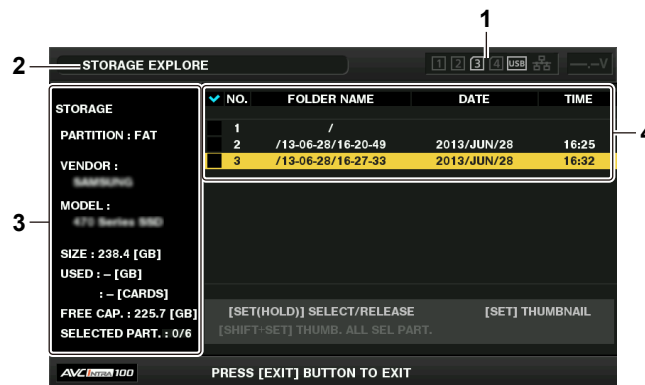 1
2
STORAGE EXPLORE
1 2 3 4 USB
——.–V
STORAGE
PARTITION : FAT
VENDOR :
SAMSUNG
MODEL :
470 Series SSD
SIZE : 238.4 [GB]
USED : – [GB]
: – [CARDS]
FREE CAP. : 225.7 [GB]
SELECTED PART. : 0/6
3
NO. FOLDER NAME DATE TIME
1 /
2 /13-06-28/16-20-49 2013/JUN/28 16:25
3 /13-06-28/16-27-33 2013/JUN/28 16:32
4
[SET(HOLD)] SELECT/RELEASE [SET] THUMBNAIL
[SHIFT+SET] THUMB. ALL SEL PART.
AVC INTRA 100
PRESS [EXIT] BUTTON TO EXIT